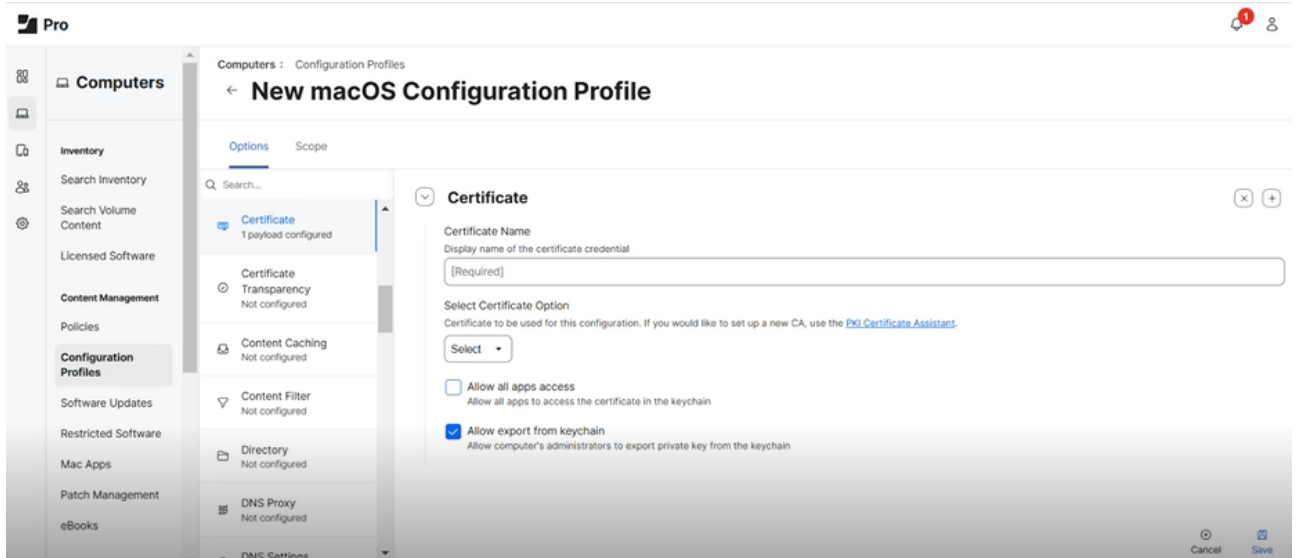 Pro
1
Computers
Inventory
Search Inventory
Search Volume
Content
Licensed Software
Content Management
Policies
Configuration
Profiles
Software Updates
Restricted Software
Mac Apps
Patch Management
eBooks
Computers : Configuration Profiles
← New macOS Configuration Profile
Options Scope
Search...
Certificate
1 payload configured
Certificate
Transparency
Not configured
Content Caching
Not configured
Content Filter
Not configured
Directory
Not configured
DNS Proxy
Not configured
DNS Settings
Certificate
Certificate Name
Display name of the certificate credential
[Required]
Select Certificate Option
Certificate to be used for this configuration. If you would like to set up a new CA, use the PKI Certificate Assistant.
Select
Allow all apps access
Allow all apps to access the certificate in the keychain
Allow export from keychain
Allow computer's administrators to export private key from the keychain
Cancel Save